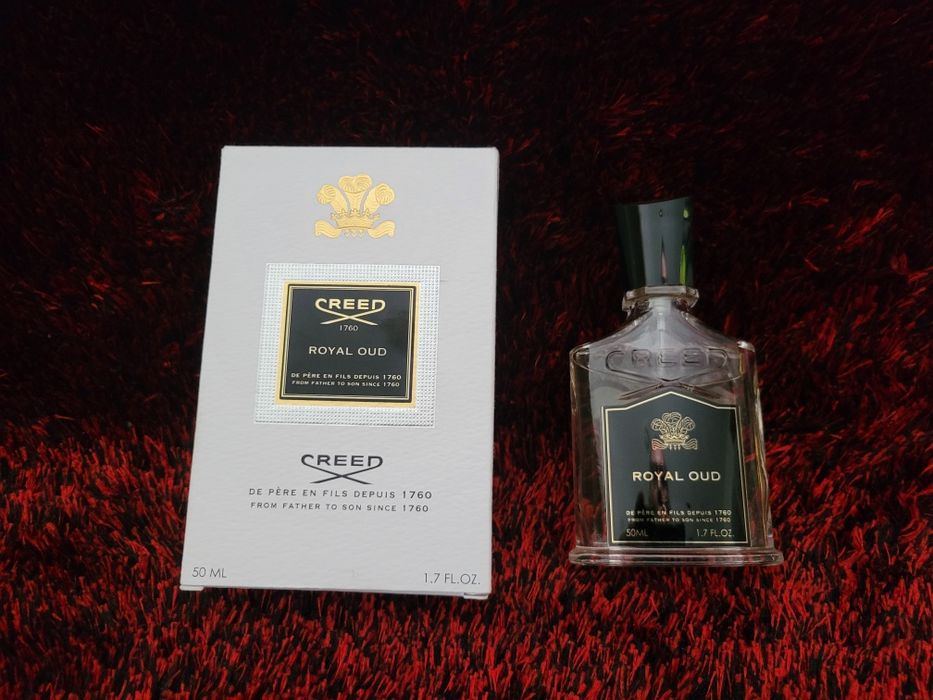 CREED
1760
ROYAL OUD
DE PÈRE EN FILS DEPUIS 1760
FROM FATHER TO SON SINCE 1760
CREED
DE PÈRE EN FILS DEPUIS 1760
FROM FATHER TO SON SINCE 1760
50 ML 1.7 FL.OZ.
CREED
ROYAL OUD
DE PÈRE EN FILS DEPUIS 1760
FROM FATHER TO SON SINCE 1760
50ML 1.7 FL.OZ.